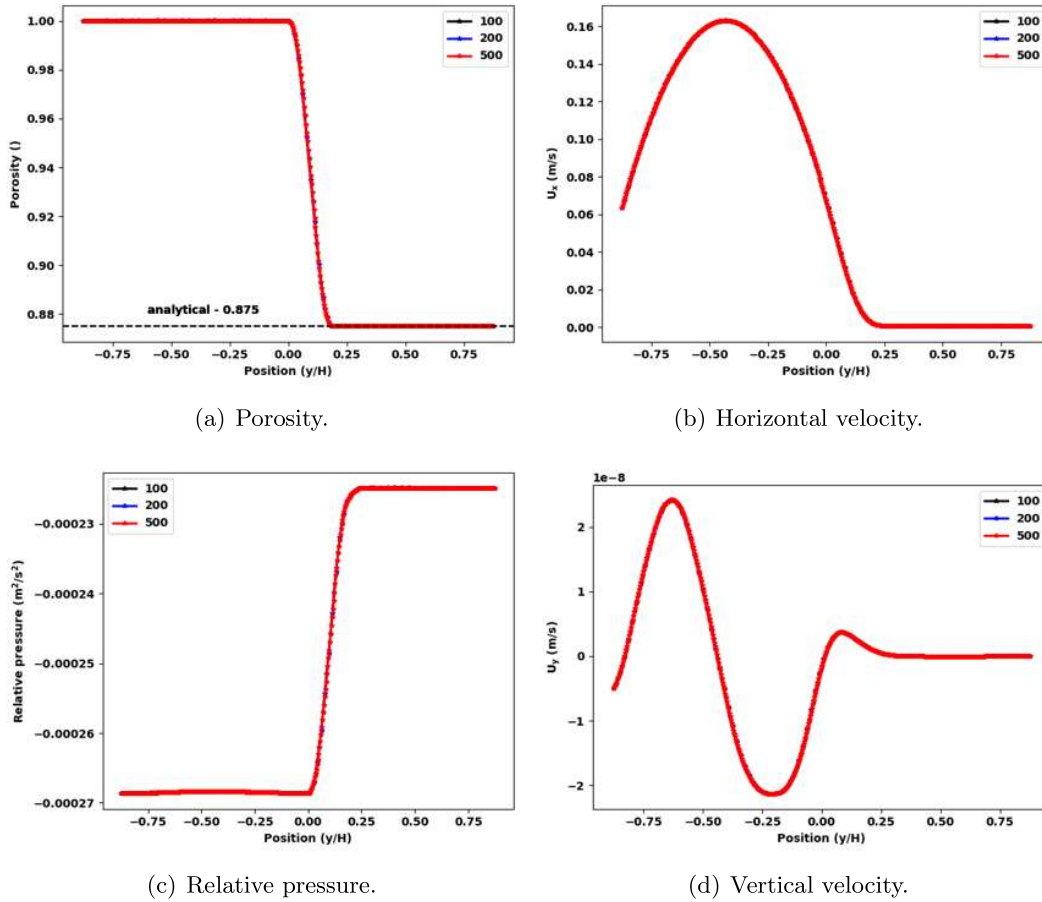 1.00
0.98
0.96
0.94
0.92
0.90
0.88
Porosity ()
100
200
500
analytical - 0.875
−0.75 −0.50 −0.25 0.00 0.25 0.50 0.75
Position (y/H)
(a) Porosity.
0.16
0.14
0.12
0.10
0.08
0.06
0.04
0.02
0.00
Uₓ (m/s)
100
200
500
−0.75 −0.50 −0.25 0.00 0.25 0.50 0.75
Position (y/H)
(b) Horizontal velocity.
−0.00023
−0.00024
−0.00025
−0.00026
−0.00027
Relative pressure (m²/s²)
100
200
500
−0.75 −0.50 −0.25 0.00 0.25 0.50 0.75
Position (y/H)
(c) Relative pressure.
1e−8
2
1
0
−1
−2
U_y (m/s)
100
200
500
−0.75 −0.50 −0.25 0.00 0.25 0.50 0.75
Position (y/H)
(d) Vertical velocity.